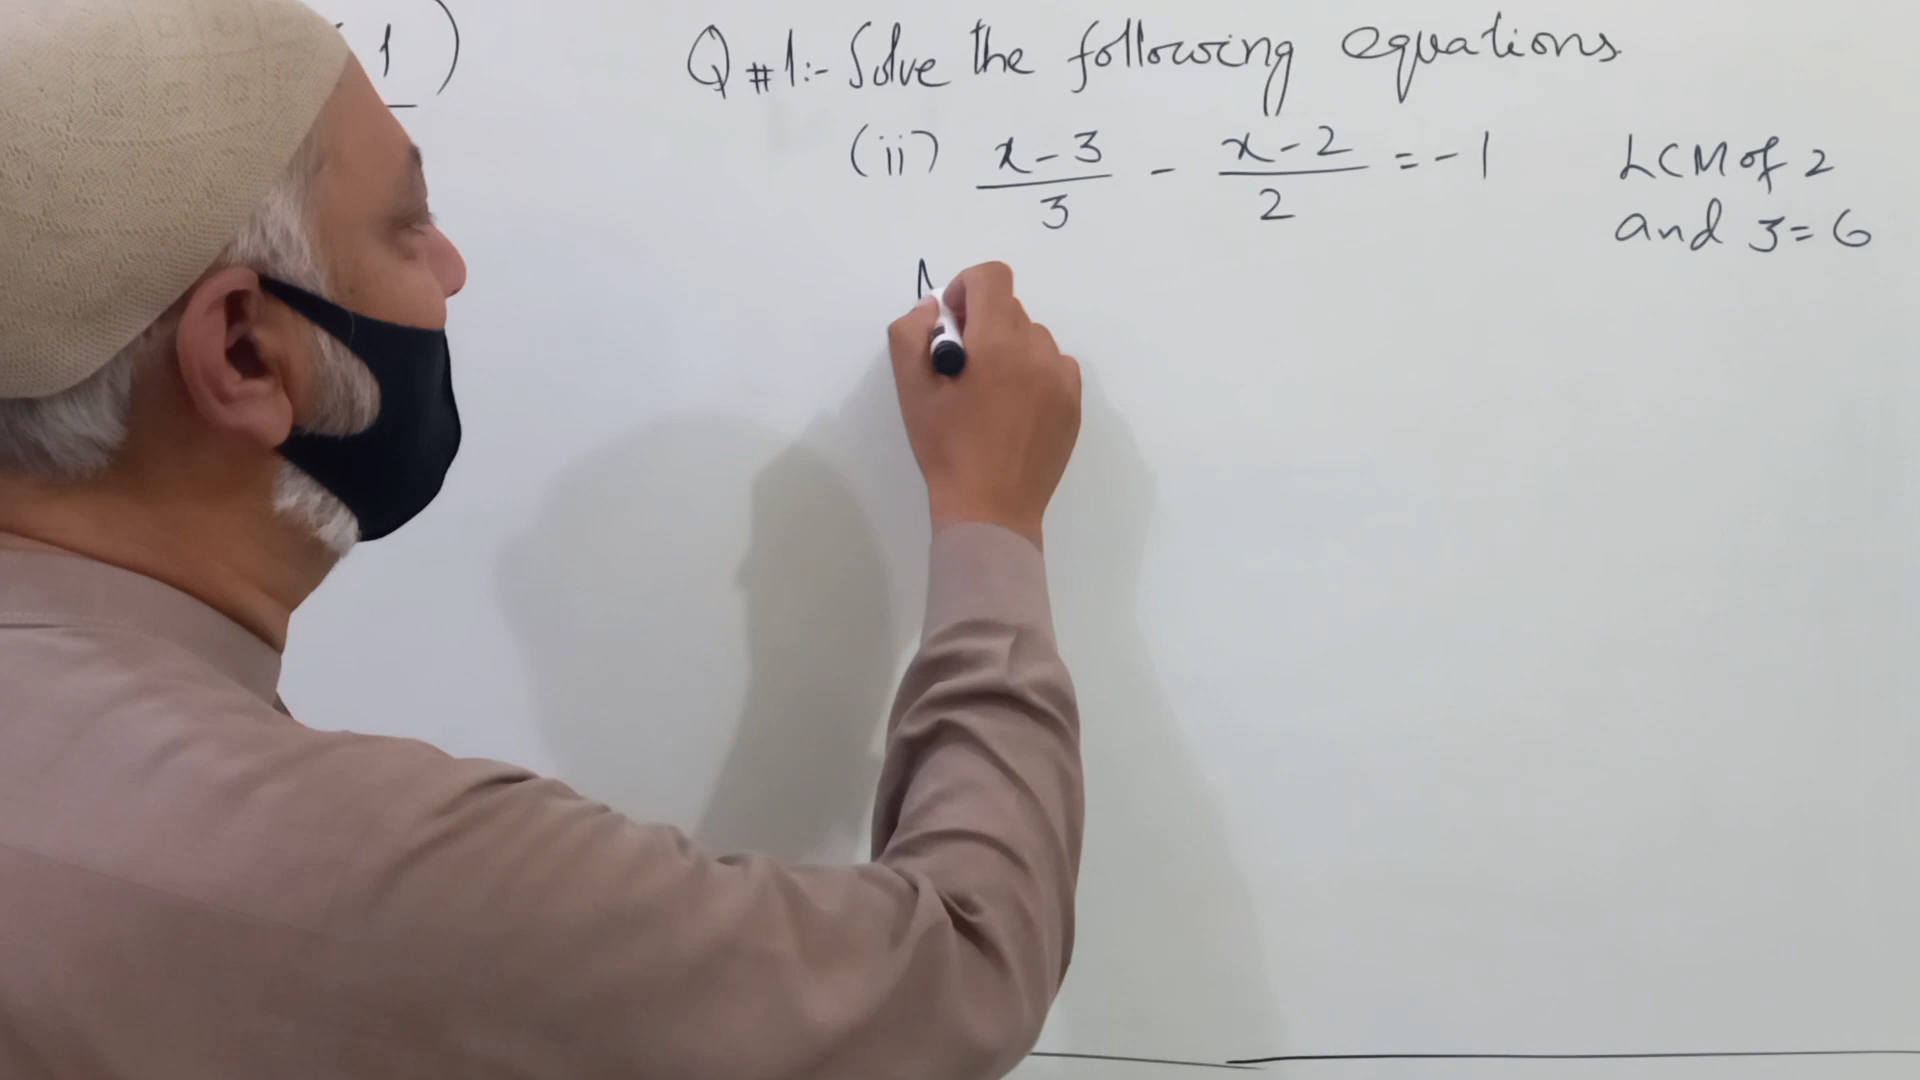 1)
Q #1:- Solve the following equations
(ii) x-3/3 - x-2/2 = -1
LCM of 2
and 3 = 6